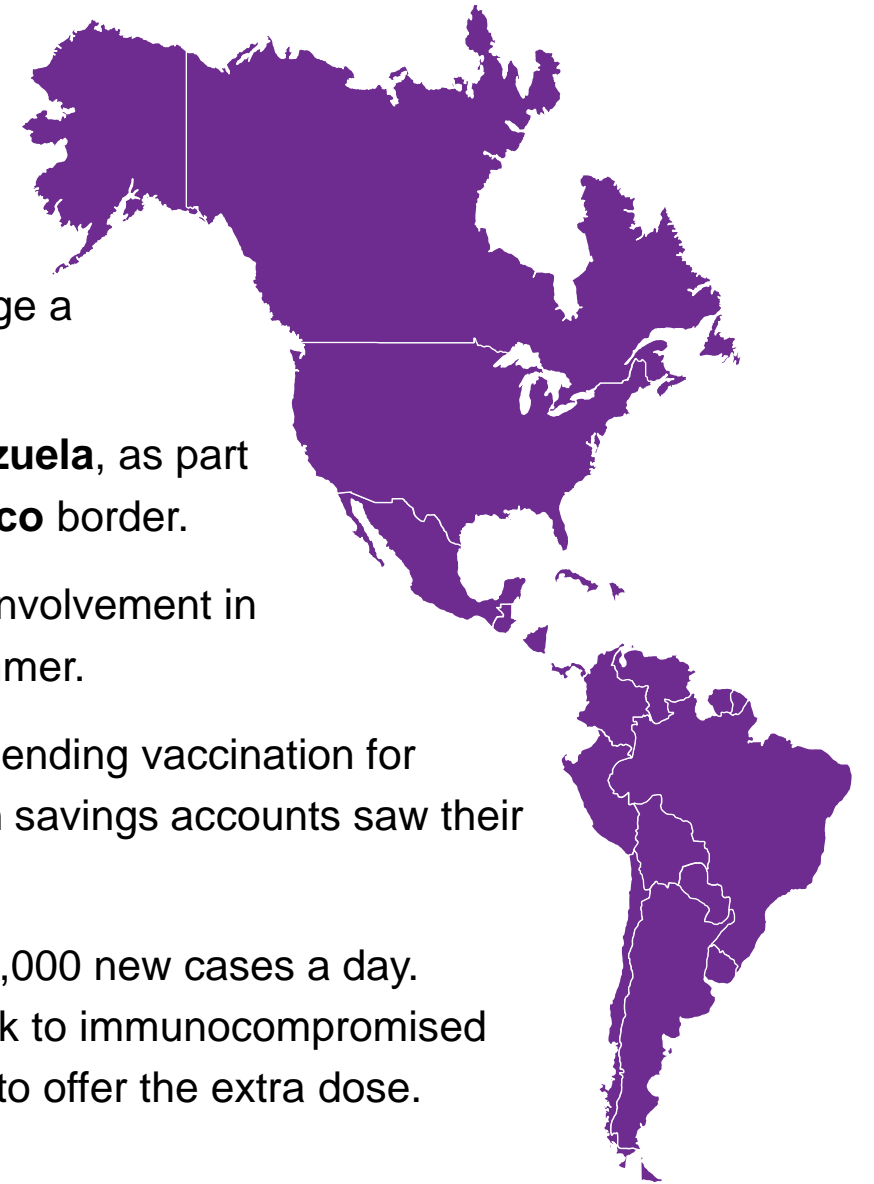 ge a
zuela, as part
co border.
nvolvement in
nmer.
ending vaccination for
n savings accounts saw their
,000 new cases a day.
k to immunocompromised
to offer the extra dose.